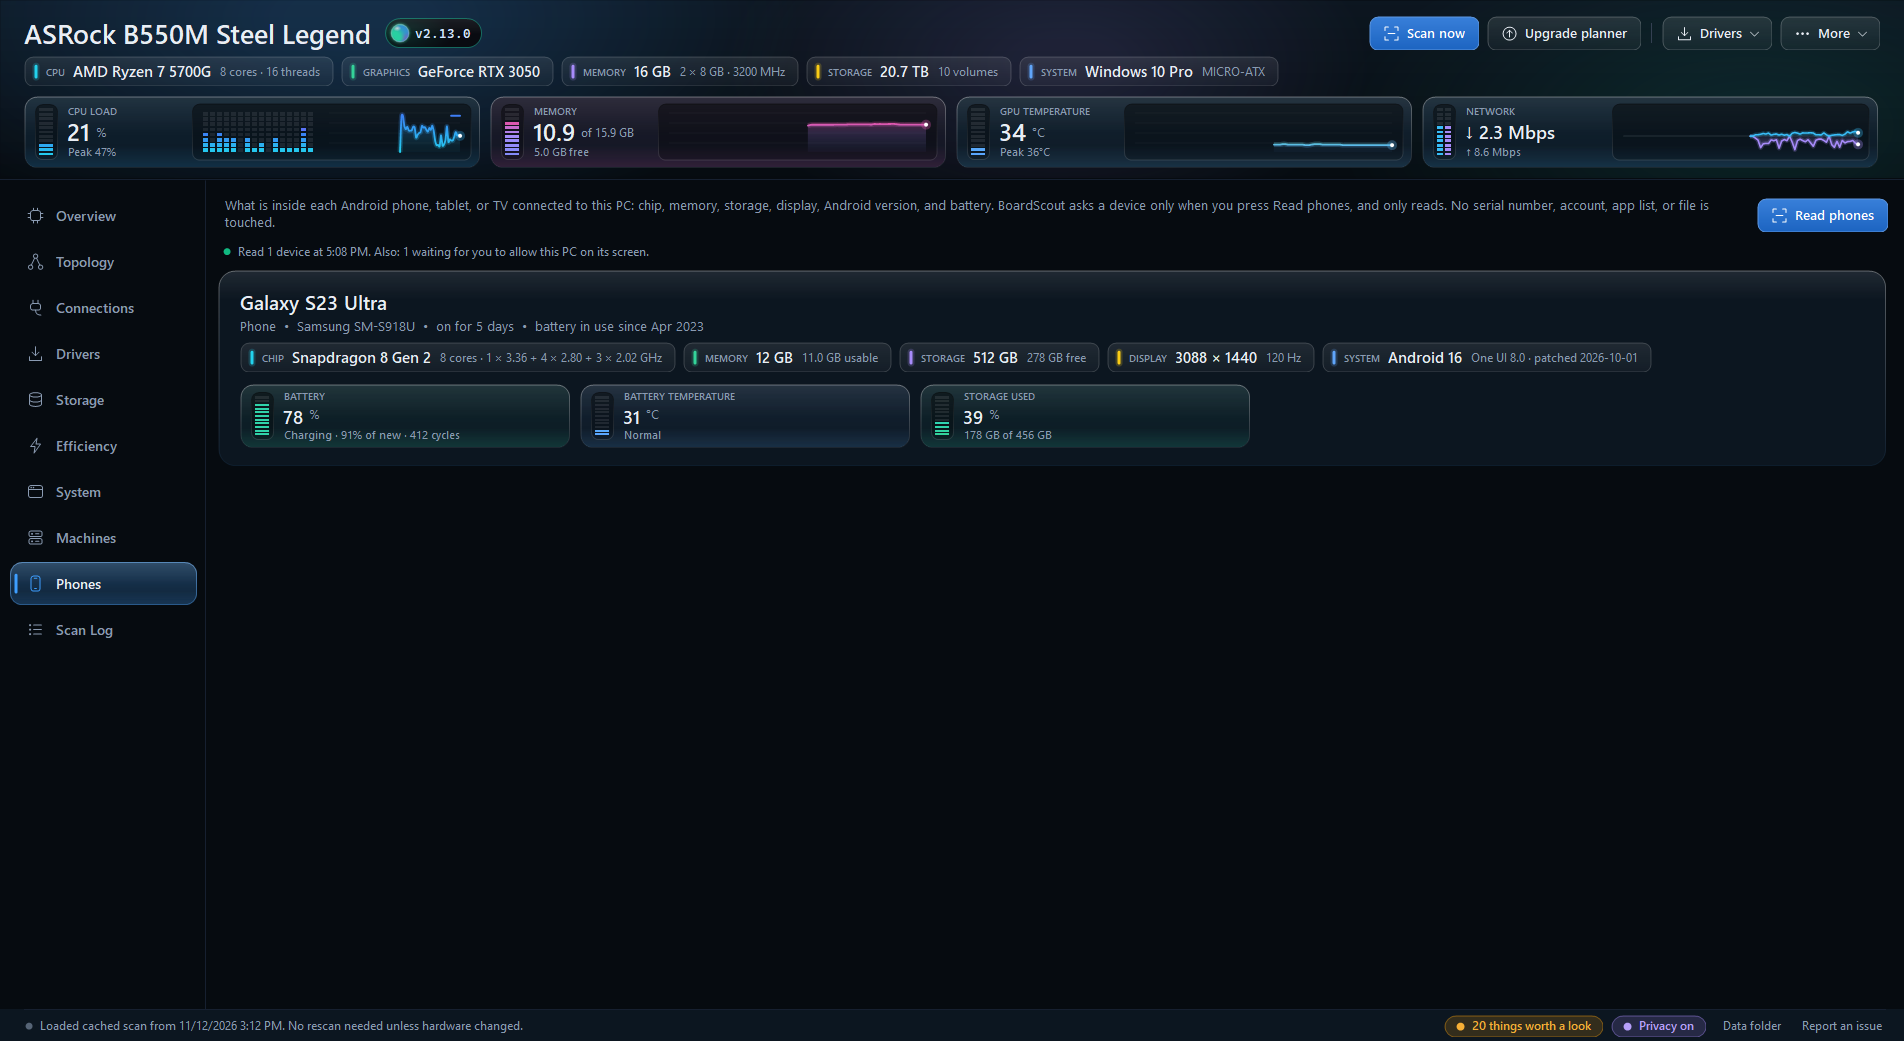 ASRock B550M Steel Legend
v2.13.0
Scan now
Upgrade planner
Drivers
More
CPU AMD Ryzen 7 5700G 8 cores · 16 threads
GRAPHICS GeForce RTX 3050
MEMORY 16 GB 2 × 8 GB · 3200 MHz
STORAGE 20.7 TB 10 volumes
SYSTEM Windows 10 Pro MICRO-ATX
CPU LOAD
21 %
Peak 47%
MEMORY
10.9 of 15.9 GB
5.0 GB free
GPU TEMPERATURE
34 °C
Peak 36°C
NETWORK
↓ 2.3 Mbps
↑ 8.6 Mbps
Overview
Topology
Connections
Drivers
Storage
Efficiency
System
Machines
Phones
Scan Log
What is inside each Android phone, tablet, or TV connected to this PC: chip, memory, storage, display, Android version, and battery. BoardScout asks a device only when you press Read phones, and only reads. No serial number, account, app list, or file is
touched.
Read phones
Read 1 device at 5:08 PM. Also: 1 waiting for you to allow this PC on its screen.
Galaxy S23 Ultra
Phone • Samsung SM-S918U • on for 5 days • battery in use since Apr 2023
CHIP Snapdragon 8 Gen 2 8 cores · 1 × 3.36 + 4 × 2.80 + 3 × 2.02 GHz
MEMORY 12 GB 11.0 GB usable
STORAGE 512 GB 278 GB free
DISPLAY 3088 × 1440 120 Hz
SYSTEM Android 16 One UI 8.0 · patched 2026-10-01
BATTERY
78 %
Charging · 91% of new · 412 cycles
BATTERY TEMPERATURE
31 °C
Normal
STORAGE USED
39 %
178 GB of 456 GB
Loaded cached scan from 11/12/2026 3:12 PM. No rescan needed unless hardware changed.
20 things worth a look
Privacy on
Data folder
Report an issue